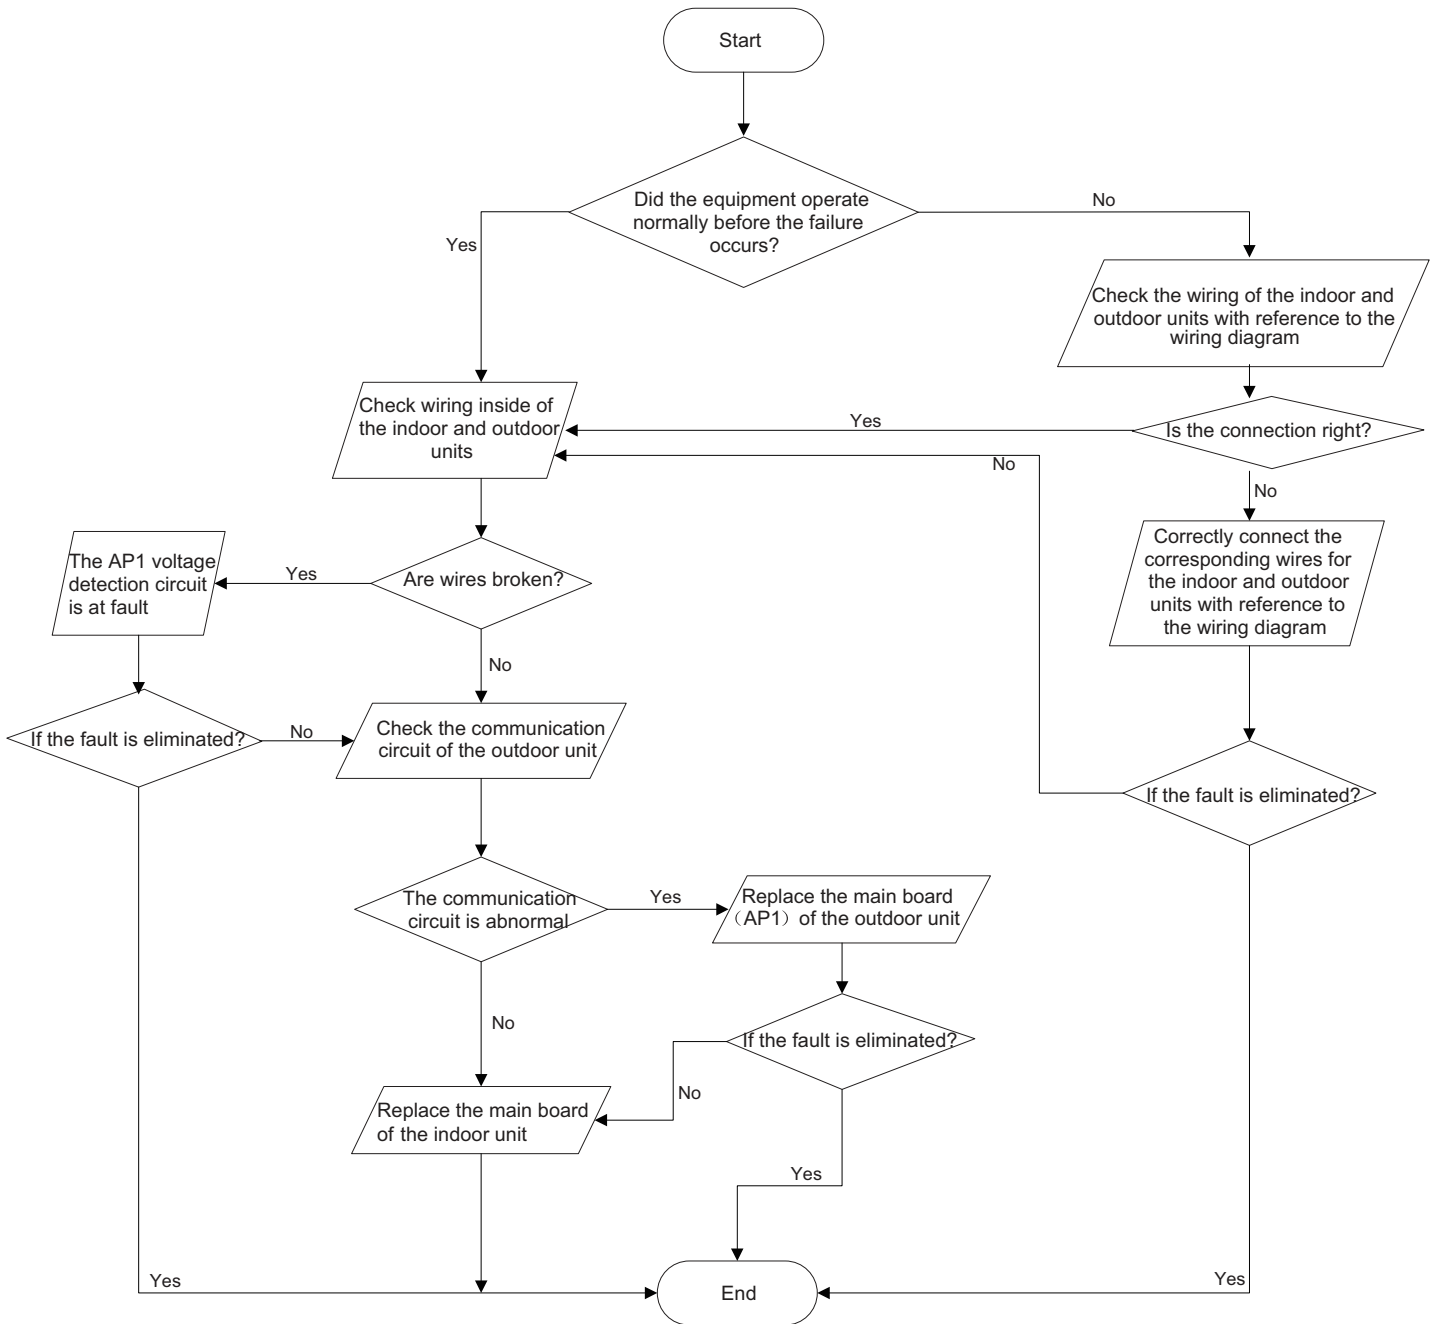 Start
Did the equipment operate
normally before the failure
occurs?
No
Yes
Check the wiring of the indoor and
outdoor units with reference to the
wiring diagram
Check wiring inside of
the indoor and outdoor
units
Yes
Is the connection right?
No
No
Correctly connect the
corresponding wires for
the indoor and outdoor
units with reference to
the wiring diagram
The AP1 voltage
detection circuit
is at fault
Yes
Are wires broken?
No
If the fault is eliminated?
No
Check the communication
circuit of the outdoor unit
If the fault is eliminated?
The communication
circuit is abnormal
Yes
Replace the main board
（AP1）of the outdoor unit
No
If the fault is eliminated?
No
Replace the main board
of the indoor unit
Yes
Yes
End
Yes